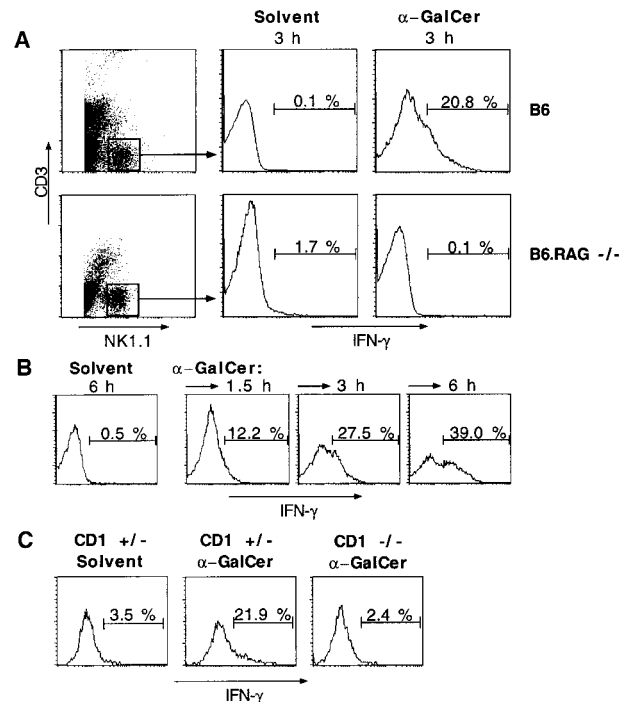 A
Solvent
3 h
α-GalCer
3 h
0.1 %
20.8 %
B6
CD3
1.7 %
0.1 %
B6.RAG -/-
NK1.1
IFN-γ
B
Solvent
6 h
α-GalCer:
1.5 h
3 h
6 h
0.5 %
12.2 %
27.5 %
39.0 %
IFN-γ
C
CD1 +/-
Solvent
CD1 +/-
α-GalCer
CD1 -/-
α-GalCer
3.5 %
21.9 %
2.4 %
IFN-γ